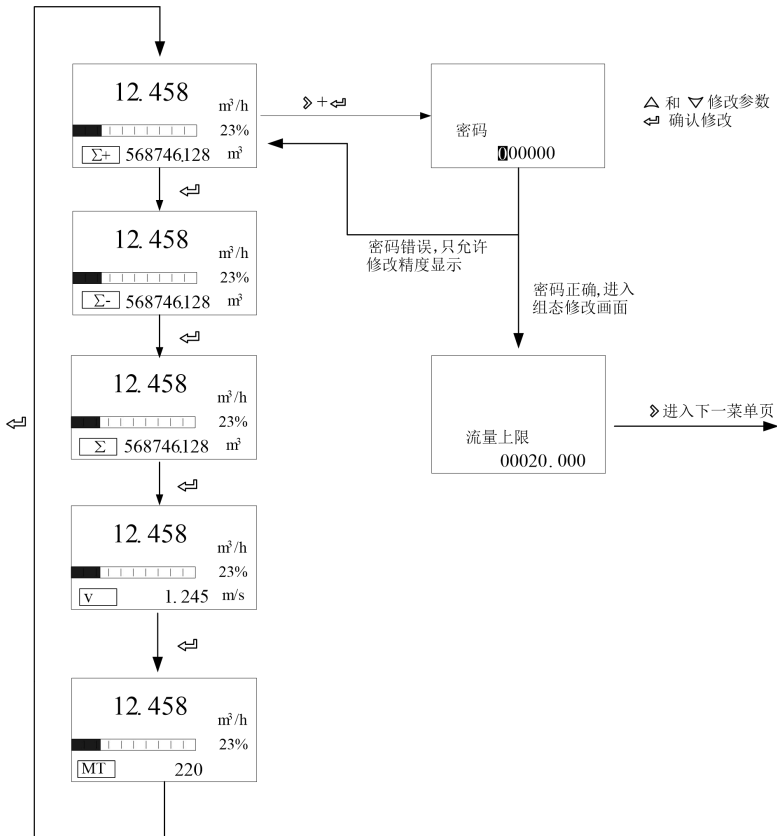 12.458
m³/h
23%
Σ+ 568746.128 m³
12.458
m³/h
23%
Σ- 568746.128 m³
12.458
m³/h
23%
Σ 568746.128 m³
12.458
m³/h
23%
v 1.245 m/s
12.458
m³/h
23%
MT 220
+
密码
000000
和 修改参数
确认修改
密码错误,只允许
修改精度显示
密码正确,进入
组态修改画面
流量上限
00020.000
进入下一菜单页